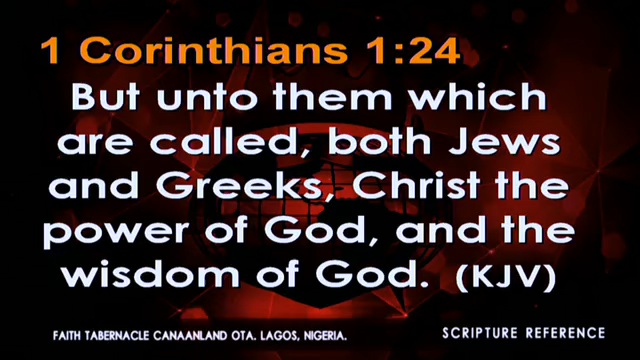 1 Corinthians 1:24
But unto them which
are called, both Jews
and Greeks, Christ the
power of God, and the
wisdom of God. (KJV)
FAITH TABERNACLE CANAANLAND OTA. LAGOS, NIGERIA.
SCRIPTURE REFERENCE